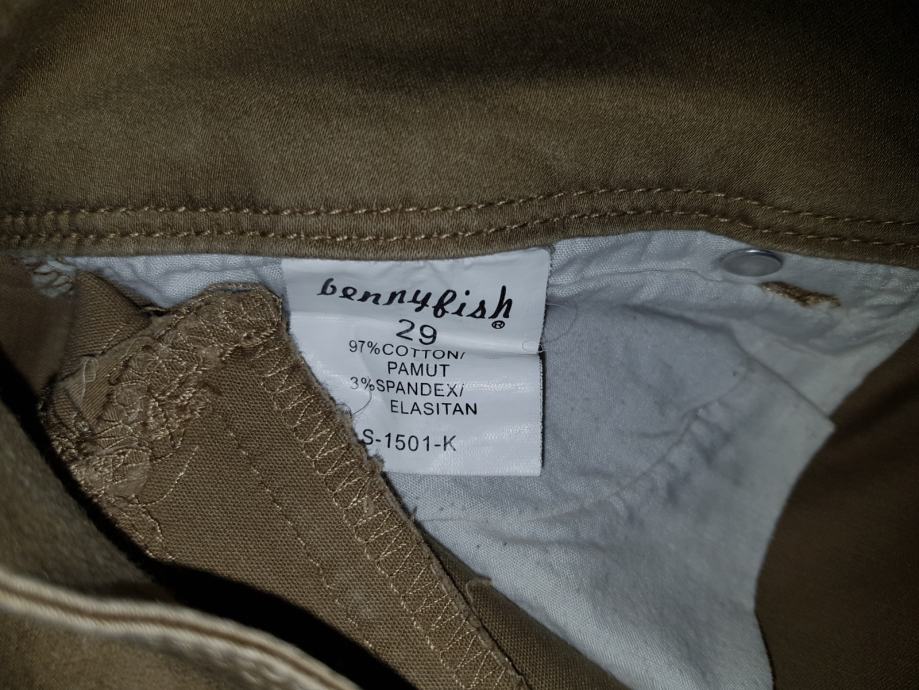 bennyfish®
29
97%COTTON/
PAMUT
3%SPANDEX/
ELASITAN
S-1501-K